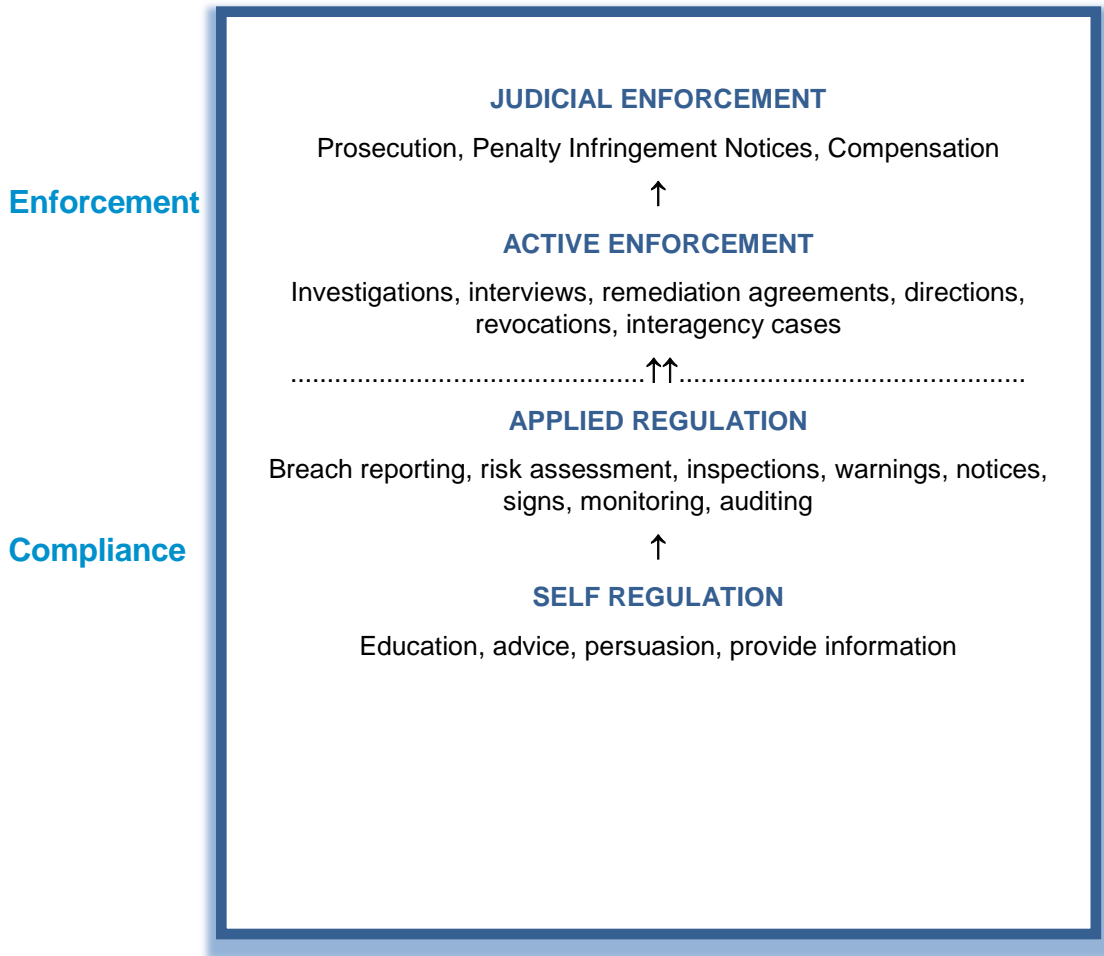 JUDICIAL ENFORCEMENT
Prosecution, Penalty Infringement Notices, Compensation
↑
Enforcement
ACTIVE ENFORCEMENT
Investigations, interviews, remediation agreements, directions,
revocations, interagency cases
................................................↑↑...............................................
APPLIED REGULATION
Breach reporting, risk assessment, inspections, warnings, notices,
signs, monitoring, auditing
↑
Compliance
SELF REGULATION
Education, advice, persuasion, provide information